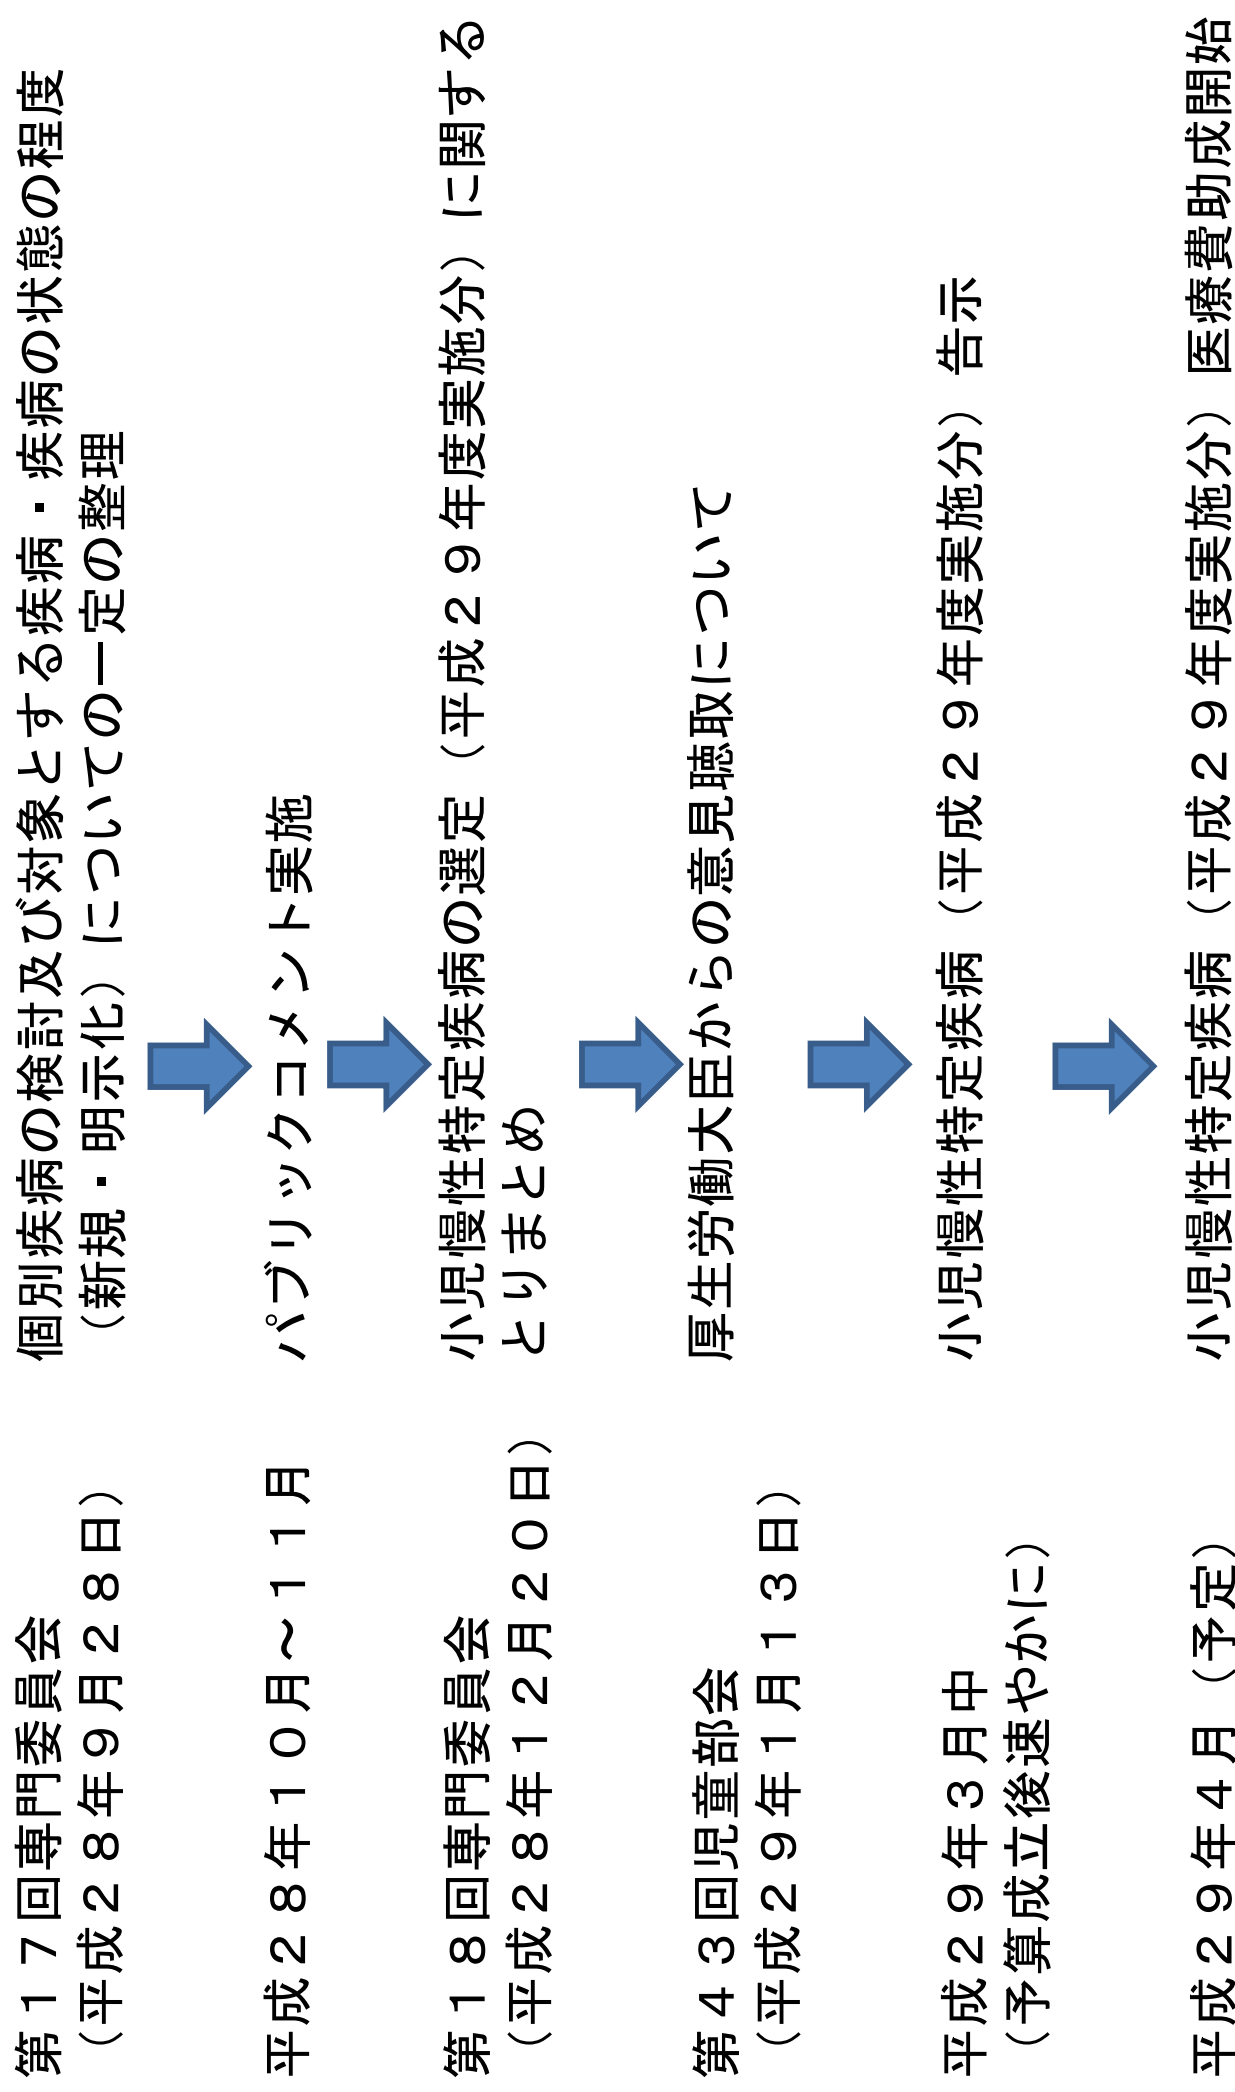 第１７回専門委員会
（平成２８年９月２８日）
個別疾病の検討及び対象とする疾病・疾病の状態の程度
（新規・明示化）についての一定の整理
平成２８年１０月～１１月
パブリックコメント実施
第１８回専門委員会
（平成２８年１２月２０日）
小児慢性特定疾病の選定（平成２９年度実施分）に関する
とりまとめ
第４３回児童部会
（平成２９年１月１３日）
厚生労働大臣からの意見聴取について
平成２９年３月中
（予算成立後速やかに）
小児慢性特定疾病（平成２９年度実施分）告示
平成２９年４月（予定）
小児慢性特定疾病（平成２９年度実施分）医療費助成開始